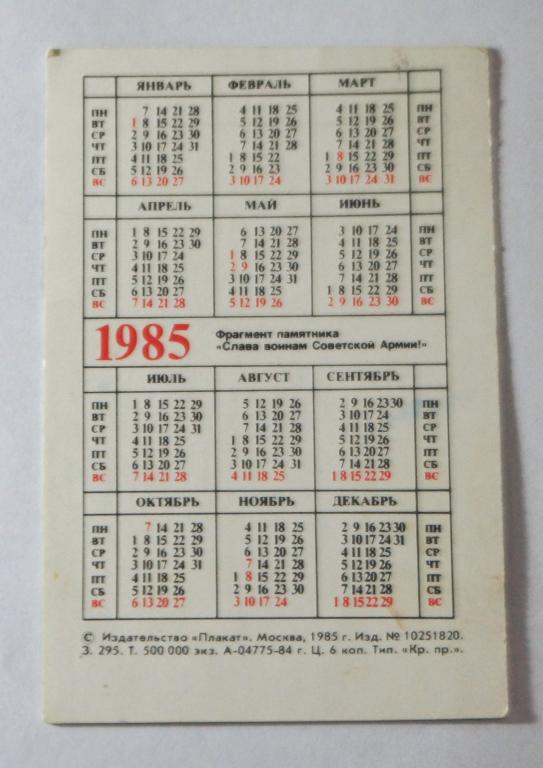 ЯНВАРЬ ФЕВРАЛЬ МАРТ
ПН 7 14 21 28 4 11 18 25 4 11 18 25 ПН
ВТ 1 8 15 22 29 5 12 19 26 5 12 19 26 ВТ
СР 2 9 16 23 30 6 13 20 27 6 13 20 27 СР
ЧТ 3 10 17 24 31 7 14 21 28 7 14 21 28 ЧТ
ПТ 4 11 18 25 1 8 15 22 1 8 15 22 29 ПТ
СБ 5 12 19 26 2 9 16 23 2 9 16 23 30 СБ
ВС 6 13 20 27 3 10 17 24 3 10 17 24 31 ВС
АПРЕЛЬ МАЙ ИЮНЬ
ПН 1 8 15 22 29 6 13 20 27 3 10 17 24 ПН
ВТ 2 9 16 23 30 7 14 21 28 4 11 18 25 ВТ
СР 3 10 17 24 1 8 15 22 29 5 12 19 26 СР
ЧТ 4 11 18 25 2 9 16 23 30 6 13 20 27 ЧТ
ПТ 5 12 19 26 3 10 17 24 31 7 14 21 28 ПТ
СБ 6 13 20 27 4 11 18 25 1 8 15 22 29 СБ
ВС 7 14 21 28 5 12 19 26 2 9 16 23 30 ВС
1985 Фрагмент памятника
«Слава воинам Советской Армии!»
ИЮЛЬ АВГУСТ СЕНТЯБРЬ
ПН 1 8 15 22 29 5 12 19 26 2 9 16 23 30 ПН
ВТ 2 9 16 23 30 6 13 20 27 3 10 17 24 ВТ
СР 3 10 17 24 31 7 14 21 28 4 11 18 25 СР
ЧТ 4 11 18 25 1 8 15 22 29 5 12 19 26 ЧТ
ПТ 5 12 19 26 2 9 16 23 30 6 13 20 27 ПТ
СБ 6 13 20 27 3 10 17 24 31 7 14 21 28 СБ
ВС 7 14 21 28 4 11 18 25 1 8 15 22 29 ВС
ОКТЯБРЬ НОЯБРЬ ДЕКАБРЬ
ПН 7 14 21 28 4 11 18 25 2 9 16 23 30 ПН
ВТ 1 8 15 22 29 5 12 19 26 3 10 17 24 31 ВТ
СР 2 9 16 23 30 6 13 20 27 4 11 18 25 СР
ЧТ 3 10 17 24 31 7 14 21 28 5 12 19 26 ЧТ
ПТ 4 11 18 25 1 8 15 22 29 6 13 20 27 ПТ
СБ 5 12 19 26 2 9 16 23 30 7 14 21 28 СБ
ВС 6 13 20 27 3 10 17 24 1 8 15 22 29 ВС
© Издательство «Плакат». Москва, 1985 г. Изд. № 10251820.
З. 295. Т. 500 000 экз. А-04775-84 г. Ц. 6 коп. Тип. «Кр. пр.».